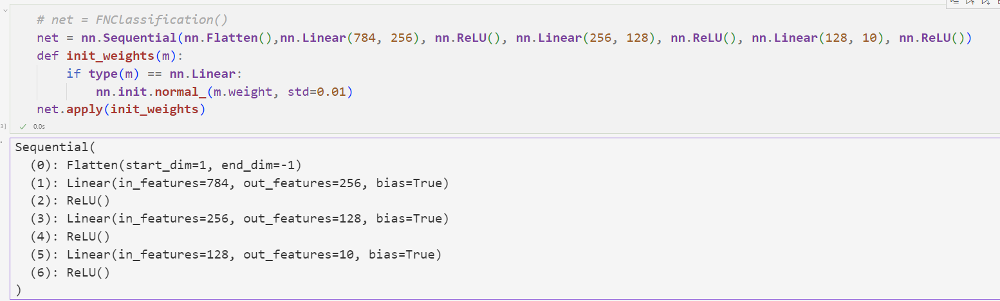 # net = FNClassification()
net = nn.Sequential(nn.Flatten(),nn.Linear(784, 256), nn.ReLU(), nn.Linear(256, 128), nn.ReLU(), nn.Linear(128, 10), nn.ReLU())
def init_weights(m):
    if type(m) == nn.Linear:
        nn.init.normal_(m.weight, std=0.01)
net.apply(init_weights)
3]
0.0s
Sequential(
  (0): Flatten(start_dim=1, end_dim=-1)
  (1): Linear(in_features=784, out_features=256, bias=True)
  (2): ReLU()
  (3): Linear(in_features=256, out_features=128, bias=True)
  (4): ReLU()
  (5): Linear(in_features=128, out_features=10, bias=True)
  (6): ReLU()
)